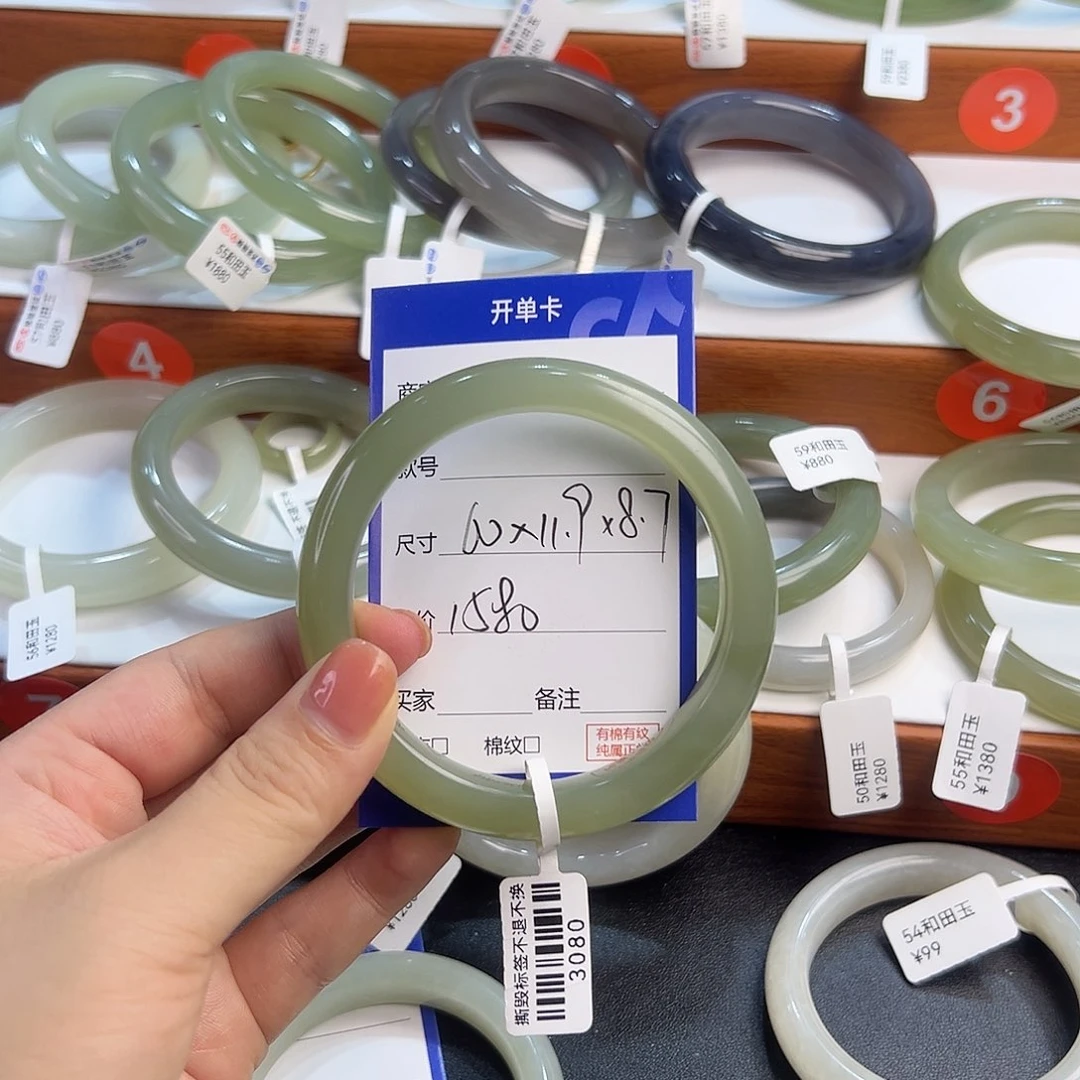 3
55和田玉
¥1880
开单卡
4
6
59和田玉
¥880
款号
尺寸 60×11.9×8.7
价 1580
56和田玉
¥1280
买家 备注
棉纹□
有棉有纹
纯属正
50和田玉
¥1280
55和田玉
¥1380
7
54和田玉
¥99
撕毁标签不退不换
3080